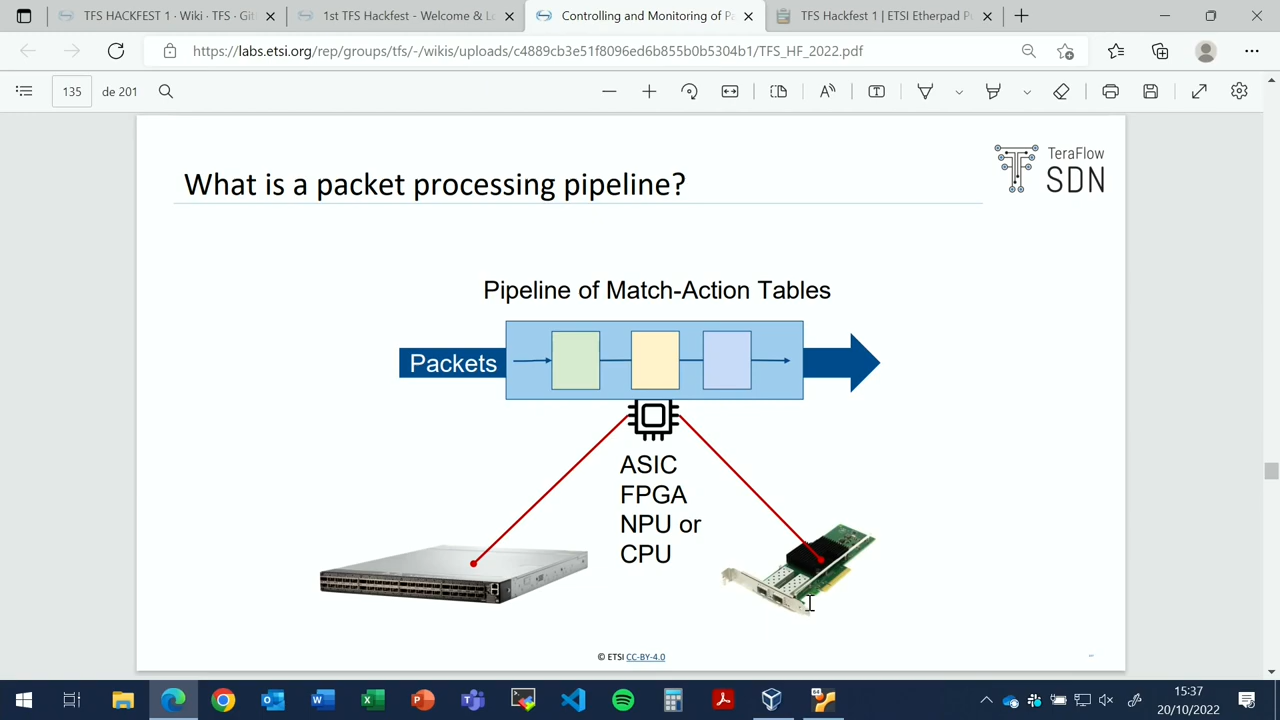 TFS HACKFEST 1 - Wiki - TFS - Git
1st TFS Hackfest - Welcome & Lo
Controlling and Monitoring of Pa
TFS Hackfest 1 | ETSI Etherpad Po
https://labs.etsi.org/rep/groups/tfs/-/wikis/uploads/c4889cb3e51f8096ed6b855b0b5304b1/TFS_HF_2022.pdf
135 de 201
What is a packet processing pipeline?
TeraFlow
SDN
Pipeline of Match-Action Tables
Packets
ASIC
FPGA
NPU or
CPU
© ETSI CC-BY-4.0
15:37
20/10/2022